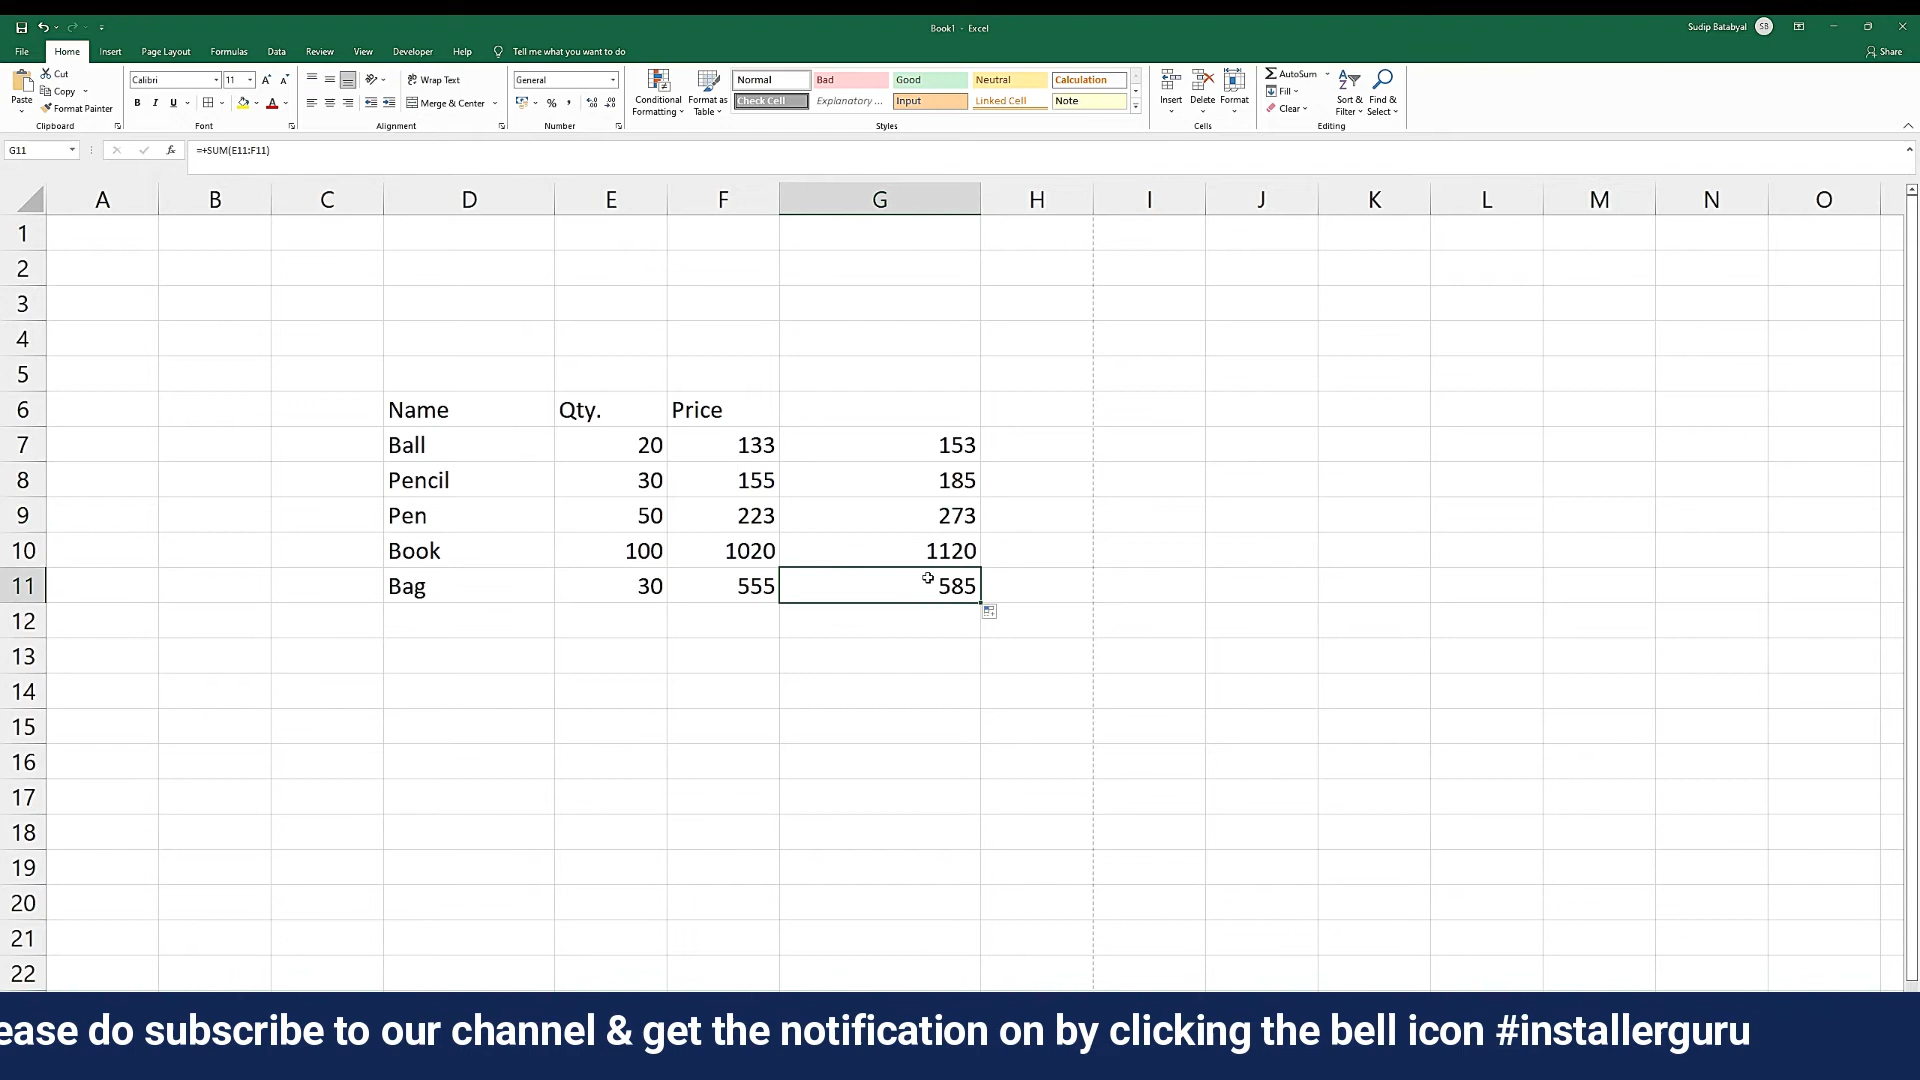 Book1 - Excel
Sudip Batabyal SB
File Home Insert Page Layout Formulas Data Review View Developer Help Tell me what you want to do Share
Paste Cut Copy Format Painter Clipboard
Calibri 11 B I U Font
Wrap Text Merge & Center Alignment
General % Number
Conditional Formatting Format as Table
Normal Bad Good Neutral Calculation
Check Cell Explanatory ... Input Linked Cell Note
Styles
Insert Delete Format Cells
AutoSum Fill Clear Sort & Filter Find & Select Editing
G11 fx =+SUM(E11:F11)
A B C D E F G H I J K L M N O
1
2
3
4
5
6 Name Qty. Price
7 Ball 20 133 153
8 Pencil 30 155 185
9 Pen 50 223 273
10 Book 100 1020 1120
11 Bag 30 555 585
12
13
14
15
16
17
18
19
20
21
22
ease do subscribe to our channel & get the notification on by clicking the bell icon #installerguru